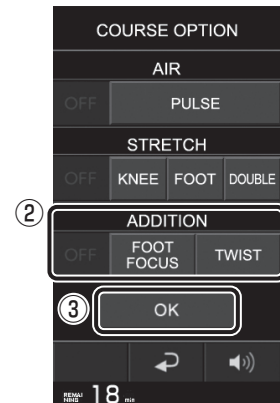 COURSE OPTION
AIR
OFF PULSE
STRETCH
OFF KNEE FOOT DOUBLE
②
ADDITION
OFF FOOT FOCUS TWIST
③ OK
REMAI NING 18 min